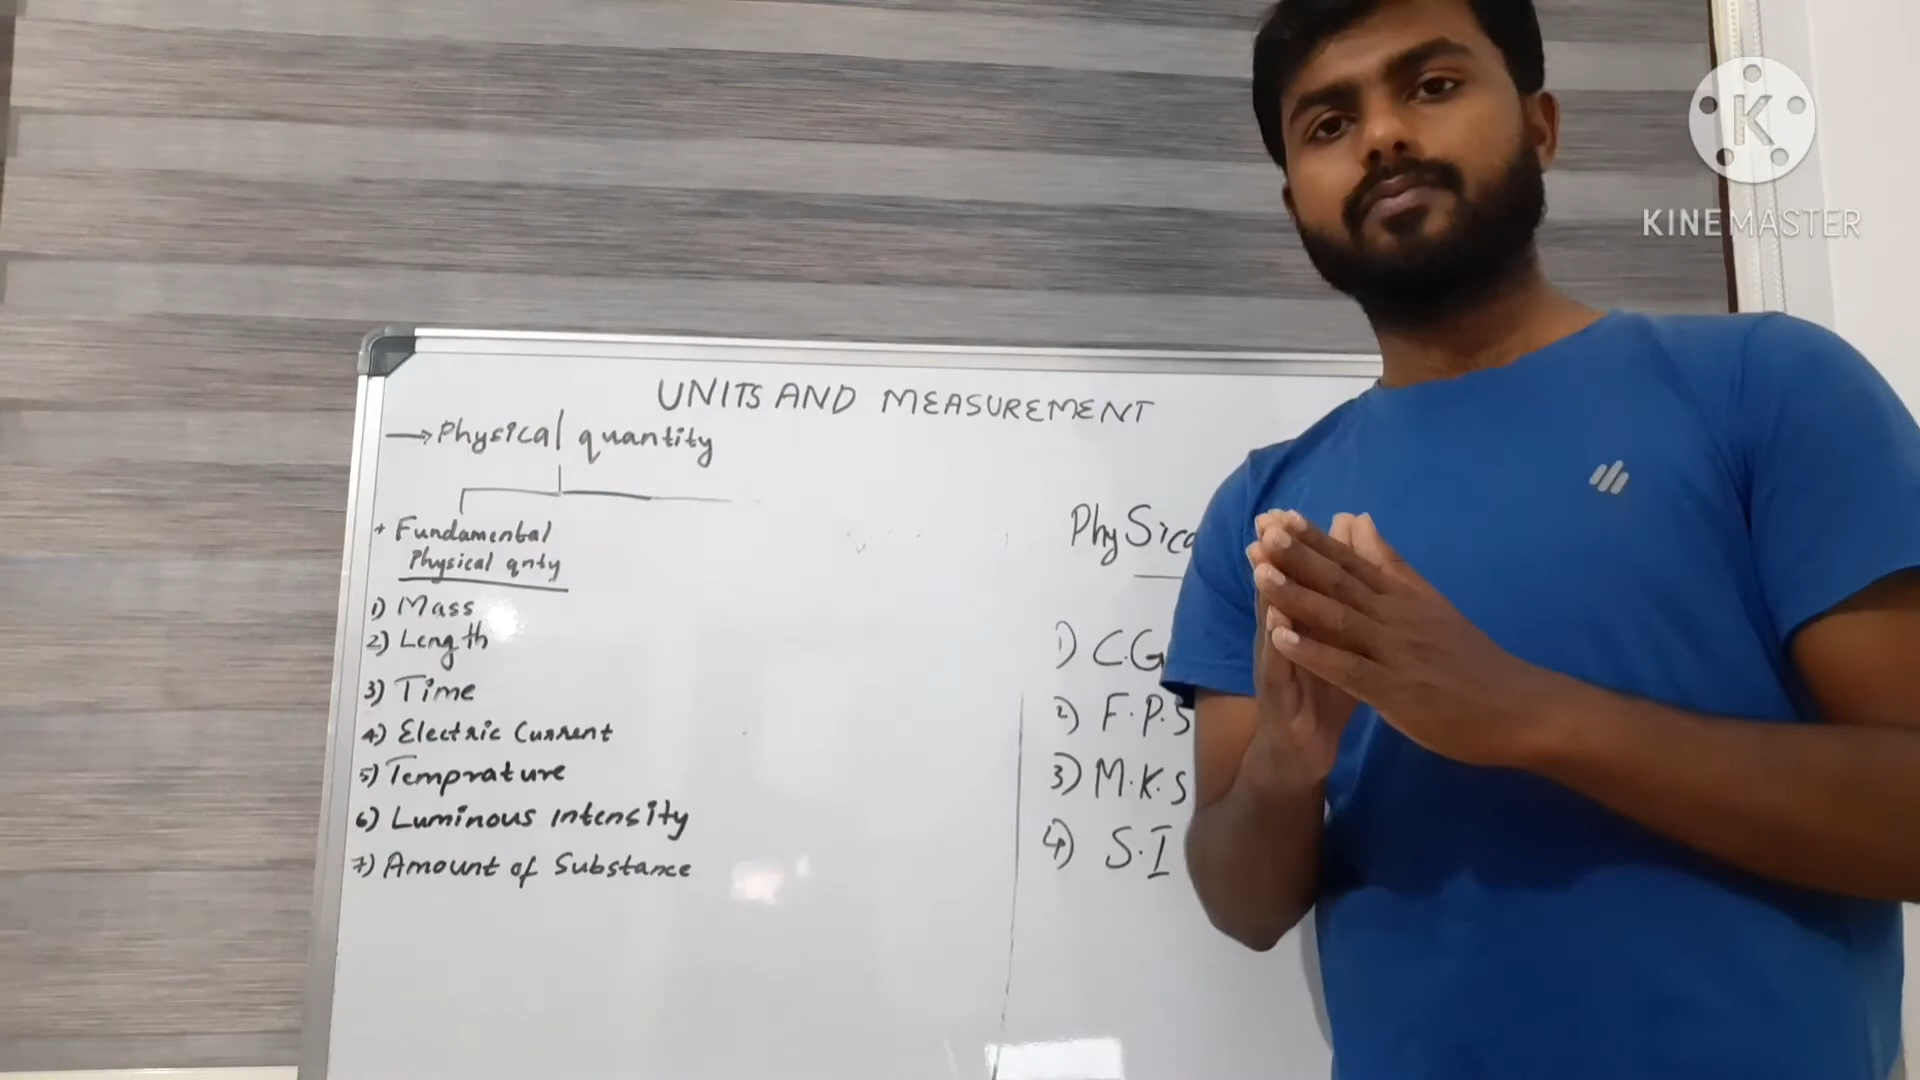 K
KINEMASTER
UNITS AND MEASUREMENT
→ Physical quantity
+ Fundamental
Physical qnty
1) Mass
2) Length
3) Time
4) Electric Current
5) Temprature
6) Luminous Intensity
7) Amount of Substance
Physica
1) C.G
2) F.P.S
3) M.K.S
4) S.I